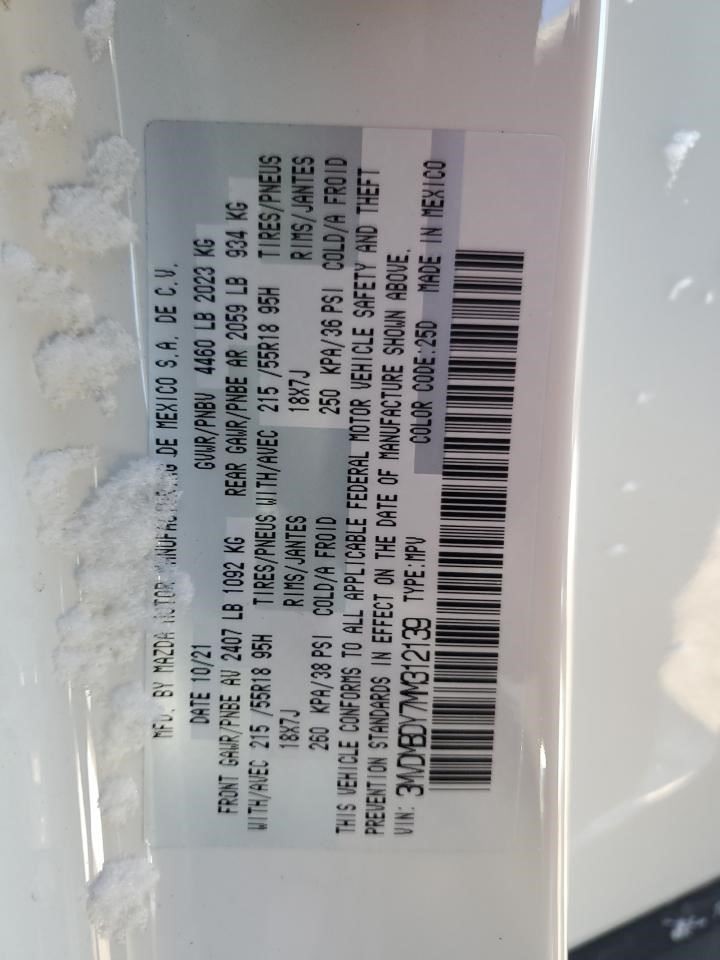 MFD. BY MAZDA MOTOR MANUFACTURING DE MEXICO S.A. DE C.V.
DATE 10/21 GVWR/PNBV 4460 LB 2023 KG
FRONT GAWR/PNBE AV 2407 LB 1092 KG REAR GAWR/PNBE AR 2059 LB 934 KG
WITH/AVEC 215 /55R18 95H TIRES/PNEUS WITH/AVEC 215 /55R18 95H TIRES/PNEUS
18X7J RIMS/JANTES 18X7J RIMS/JANTES
260 KPA/38 PSI COLD/A FROID 250 KPA/36 PSI COLD/A FROID
THIS VEHICLE CONFORMS TO ALL APPLICABLE FEDERAL MOTOR VEHICLE SAFETY AND THEFT
PREVENTION STANDARDS IN EFFECT ON THE DATE OF MANUFACTURE SHOWN ABOVE.
VIN: 3MVDMBDY7NM312139 TYPE:MPV COLOR CODE:25D MADE IN MEXICO